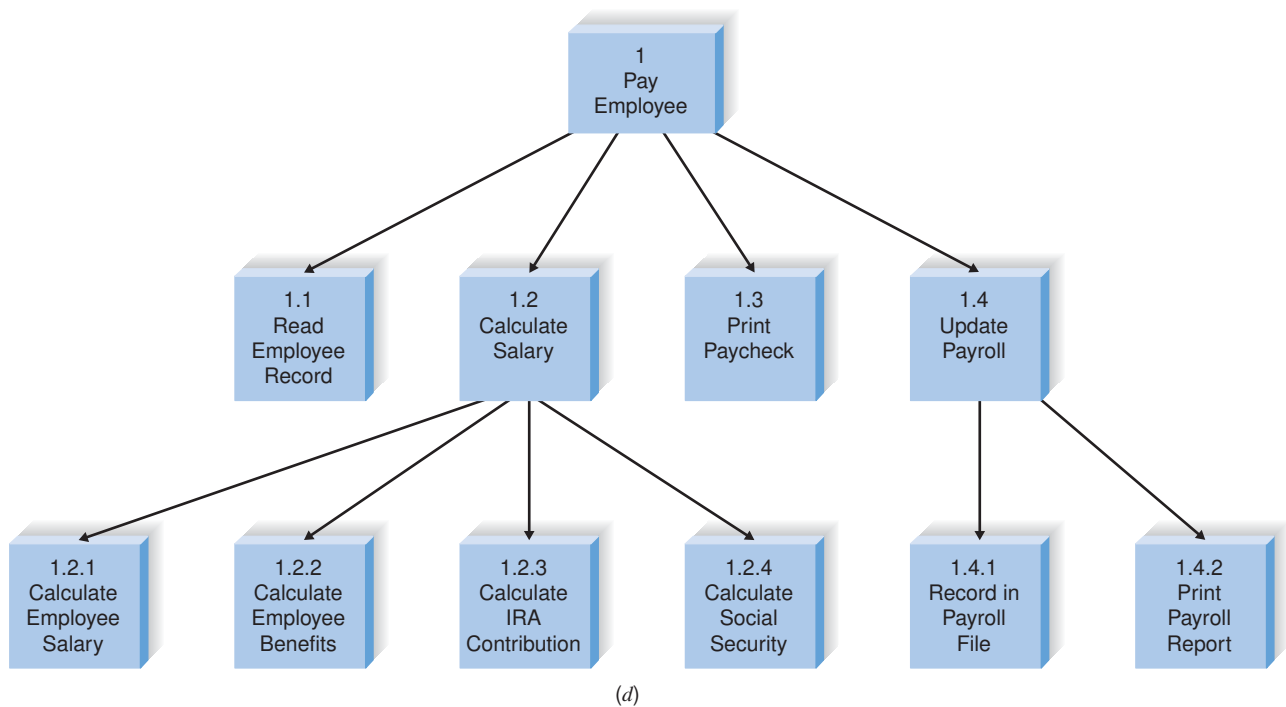 1
Pay
Employee
1.1
Read
Employee
Record
1.2
Calculate
Salary
1.3
Print
Paycheck
1.4
Update
Payroll
1.2.1
Calculate
Employee
Salary
1.2.2
Calculate
Employee
Benefits
1.2.3
Calculate
IRA
Contribution
1.2.4
Calculate
Social
Security
1.4.1
Record in
Payroll
File
1.4.2
Print
Payroll
Report
(d)